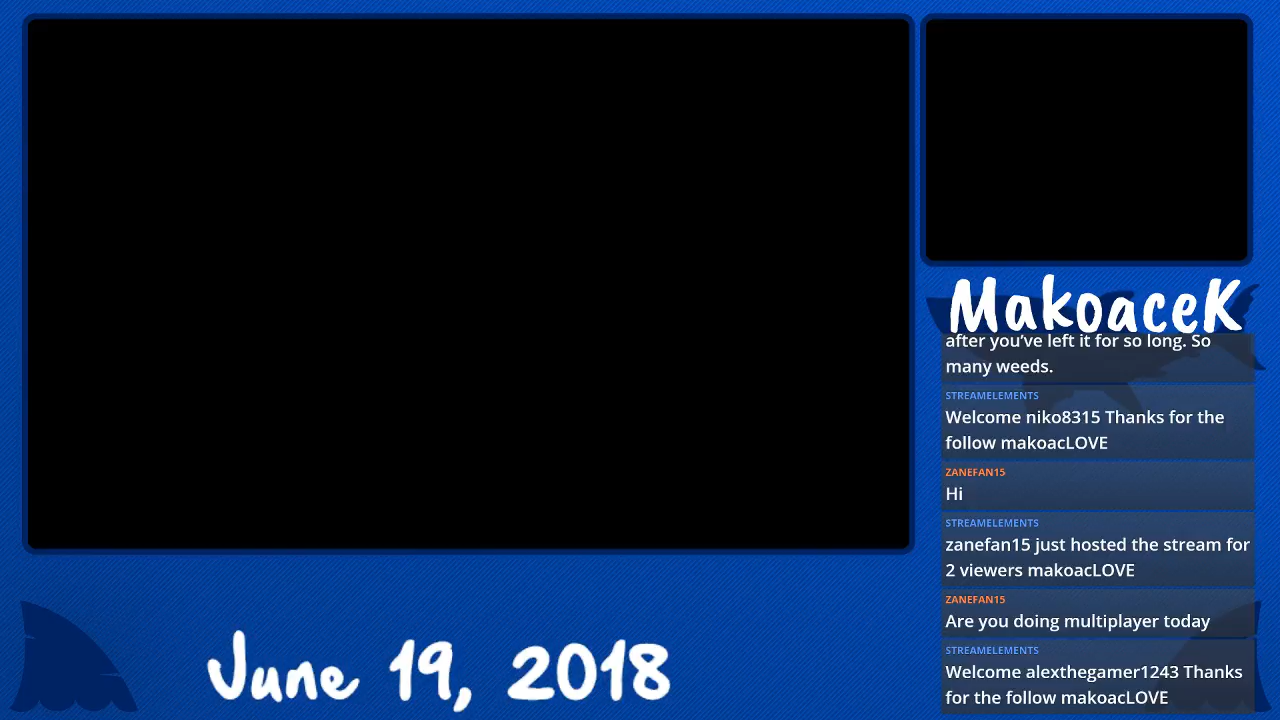 MakoaceK
after you've left it for so long. So
many weeds.
STREAMELEMENTS
Welcome niko8315 Thanks for the
follow makoacLOVE
ZANEFAN15
Hi
STREAMELEMENTS
zanefan15 just hosted the stream for
2 viewers makoacLOVE
ZANEFAN15
Are you doing multiplayer today
STREAMELEMENTS
Welcome alexthegamer1243 Thanks
for the follow makoacLOVE
June 19, 2018